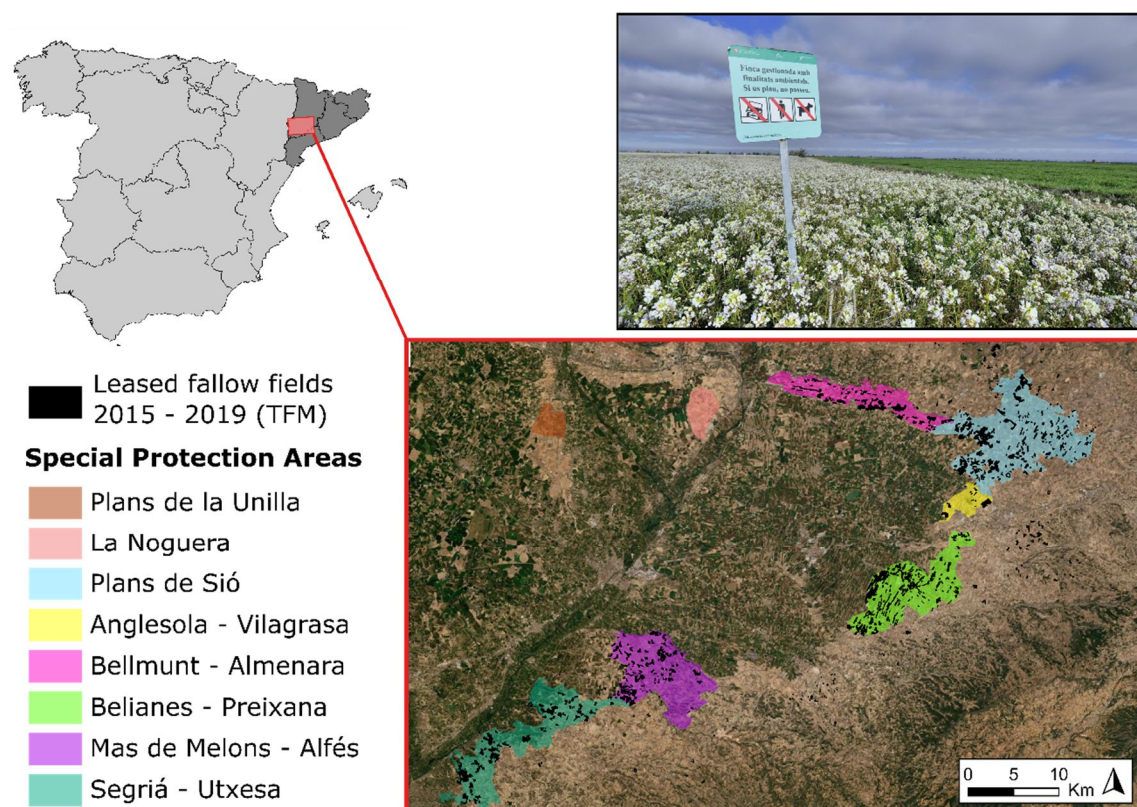 Finca gestionada amb
finalitats ambientals.
Si us plau, no passeu.
Leased fallow fields
2015 - 2019 (TFM)
Special Protection Areas
Plans de la Unilla
La Noguera
Plans de Sió
Anglesola - Vilagrasa
Bellmunt - Almenara
Belianes - Preixana
Mas de Melons - Alfés
Segriá - Utxesa
0 5 10
Km